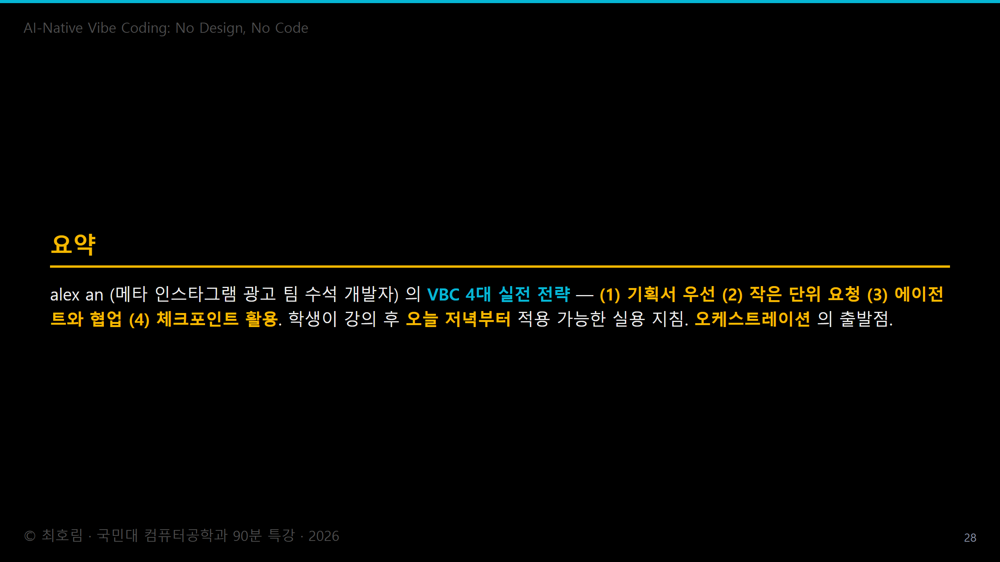 AI-Native Vibe Coding: No Design, No Code
요약
alex an (메타 인스타그램 광고 팀 수석 개발자) 의 VBC 4대 실전 전략 — (1) 기획서 우선 (2) 작은 단위 요청 (3) 에이전
트와 협업 (4) 체크포인트 활용. 학생이 강의 후 오늘 저녁부터 적용 가능한 실용 지침. 오케스트레이션 의 출발점.
© 최호림 · 국민대 컴퓨터공학과 90분 특강 · 2026
28